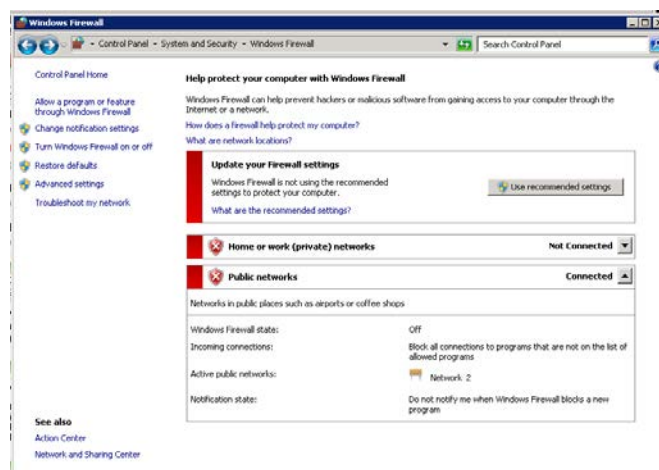 Windows Firewall
Control Panel - System and Security - Windows Firewall
Search Control Panel
Control Panel Home
Allow a program or feature
through Windows Firewall
Change notification settings
Turn Windows Firewall on or off
Restore defaults
Advanced settings
Troubleshoot my network
See also
Action Center
Network and Sharing Center
Help protect your computer with Windows Firewall
Windows Firewall can help prevent hackers or malicious software from gaining access to your computer through the
Internet or a network.
How does a firewall help protect my computer?
What are network locations?
Update your Firewall settings
Windows Firewall is not using the recommended
settings to protect your computer.
What are the recommended settings?
Use recommended settings
Home or work (private) networks
Not Connected
Public networks
Connected
Networks in public places such as airports or coffee shops
Windows Firewall state:
Off
Incoming connections:
Block all connections to programs that are not on the list of
allowed programs
Active public networks:
Network 2
Notification state:
Do not notify me when Windows Firewall blocks a new
program